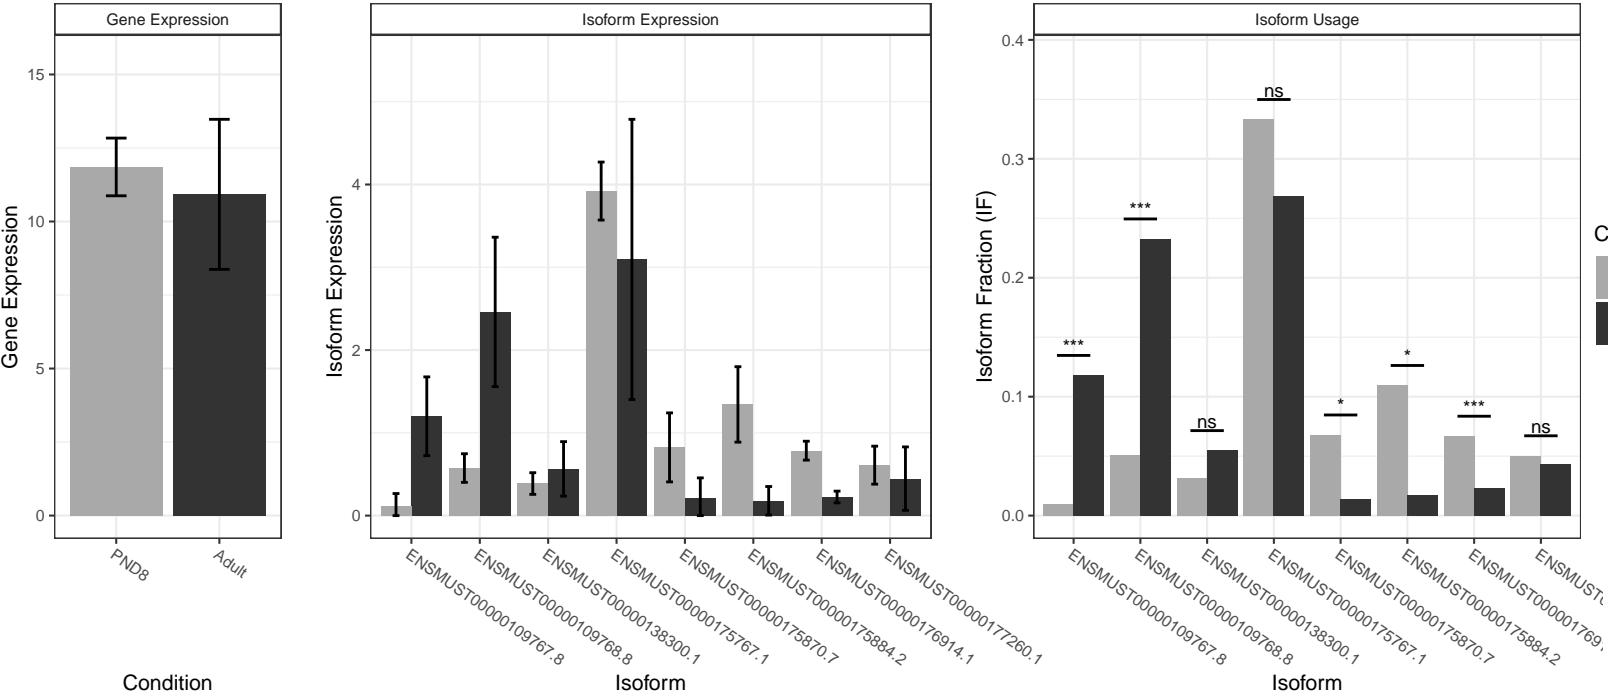 Gene Expression
Isoform Expression
Isoform Usage
Gene Expression
15
10
5
0
PND8
Adult
Condition
Isoform Expression
4
2
0
ENSMUST00000109767.8
ENSMUST00000109768.8
ENSMUST00000138300.1
ENSMUST00000175767.1
ENSMUST00000175870.7
ENSMUST00000175884.2
ENSMUST00000176914.1
ENSMUST00000177260.1
Isoform
Isoform Fraction (IF)
0.4
0.3
0.2
0.1
0.0
***
***
ns
ns
*
*
***
ns
ENSMUST00000109767.8
ENSMUST00000109768.8
ENSMUST00000138300.1
ENSMUST00000175767.1
ENSMUST00000175870.7
ENSMUST00000175884.2
Isoform
C